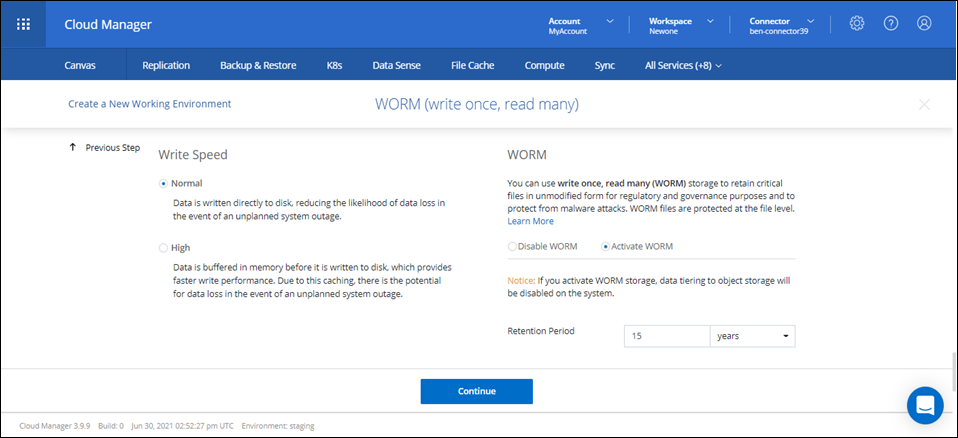 Cloud Manager
Account
MyAccount
Workspace
Newone
Connector
ben-connector39
Canvas
Replication
Backup & Restore
K8s
Data Sense
File Cache
Compute
Sync
All Services (+8)
Create a New Working Environment
WORM (write once, read many)
Previous Step
Write Speed
Normal
Data is written directly to disk, reducing the likelihood of data loss in
the event of an unplanned system outage.
High
Data is buffered in memory before it is written to disk, which provides
faster write performance. Due to this caching, there is the potential
for data loss in the event of an unplanned system outage.
WORM
You can use write once, read many (WORM) storage to retain critical
files in unmodified form for regulatory and governance purposes and to
protect from malware attacks. WORM files are protected at the file level.
Learn More
Disable WORM
Activate WORM
Notice: If you activate WORM storage, data tiering to object storage will
be disabled on the system.
Retention Period
15
years
Continue
Cloud Manager 3.9.9 Build: 0 Jun 30, 2021 02:52:27 pm UTC Environment: staging